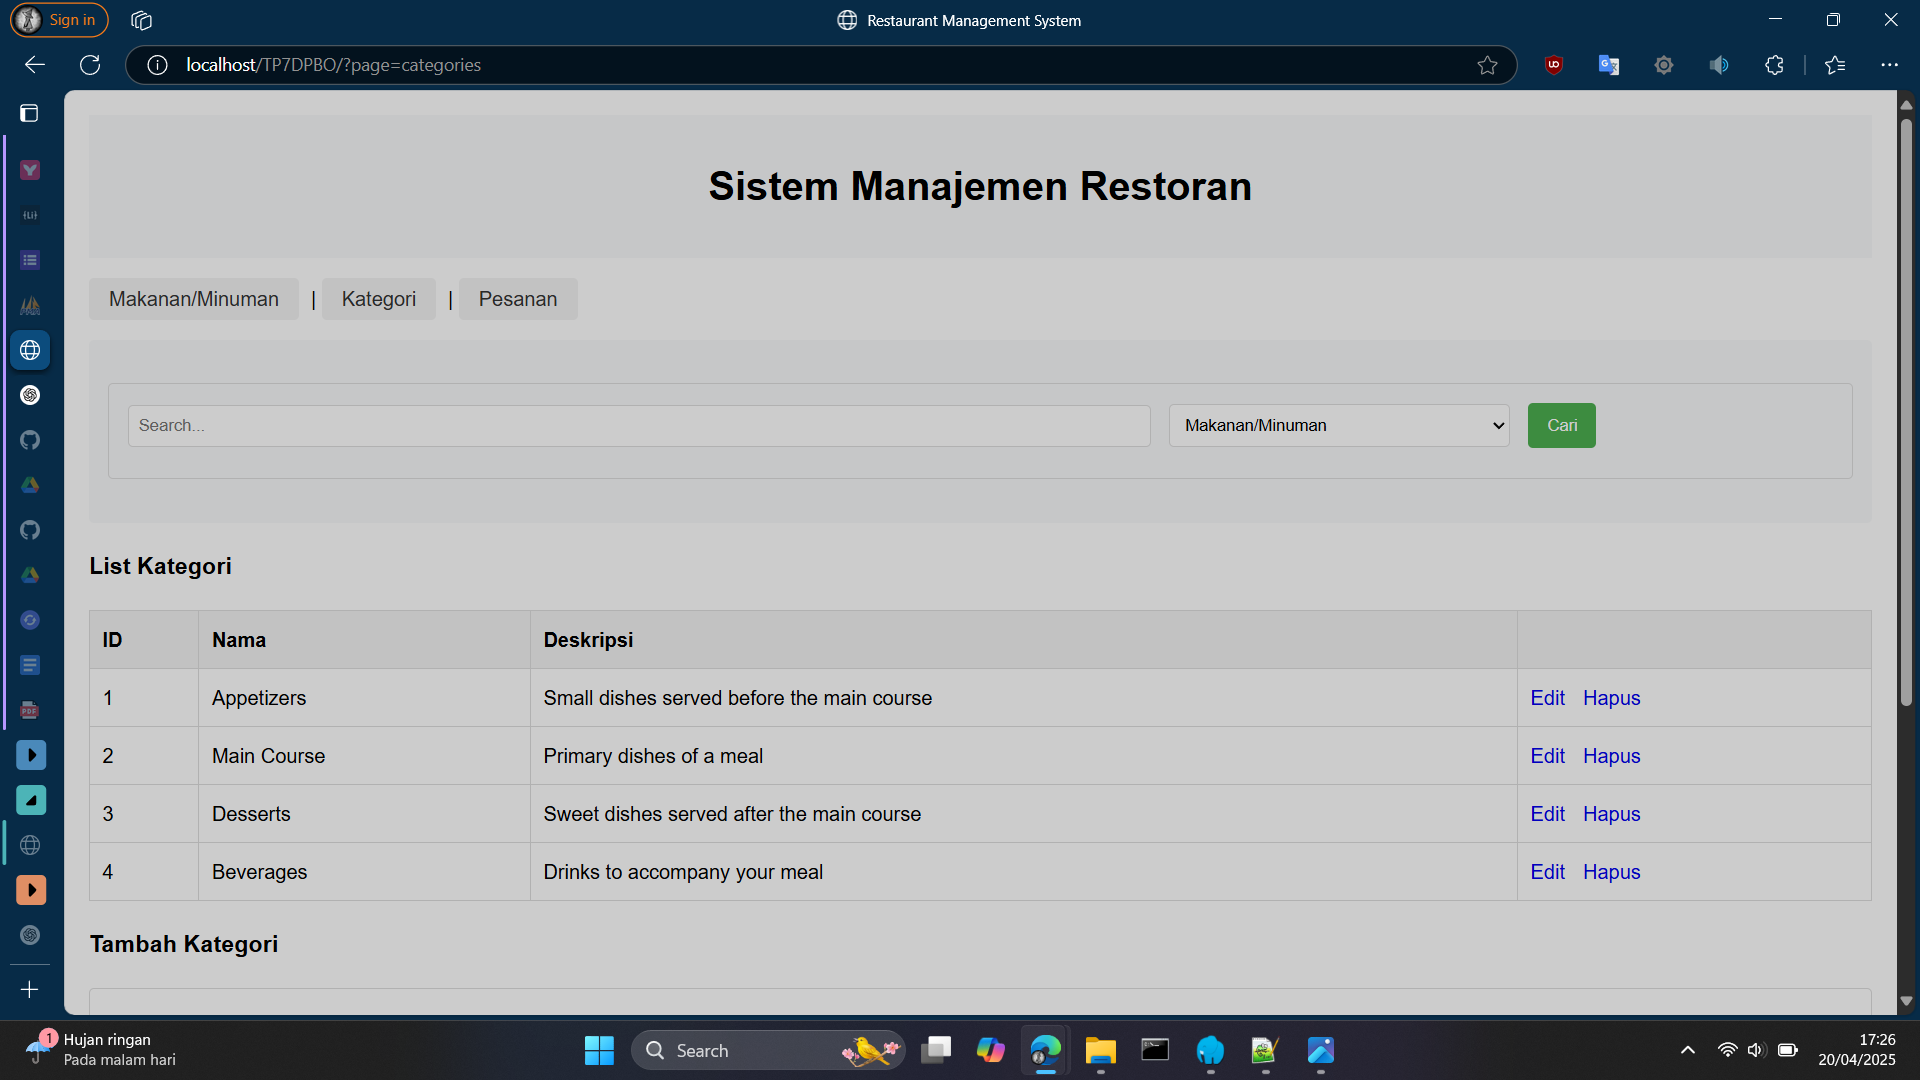 Sign in
Restaurant Management System
localhost/TP7DPBO/?page=categories
Sistem Manajemen Restoran
Makanan/Minuman | Kategori | Pesanan
Search...
Makanan/Minuman
Cari
List Kategori
ID Nama Deskripsi
1 Appetizers Small dishes served before the main course Edit Hapus
2 Main Course Primary dishes of a meal Edit Hapus
3 Desserts Sweet dishes served after the main course Edit Hapus
4 Beverages Drinks to accompany your meal Edit Hapus
Tambah Kategori
1
Hujan ringan
Pada malam hari
Search
17:26
20/04/2025